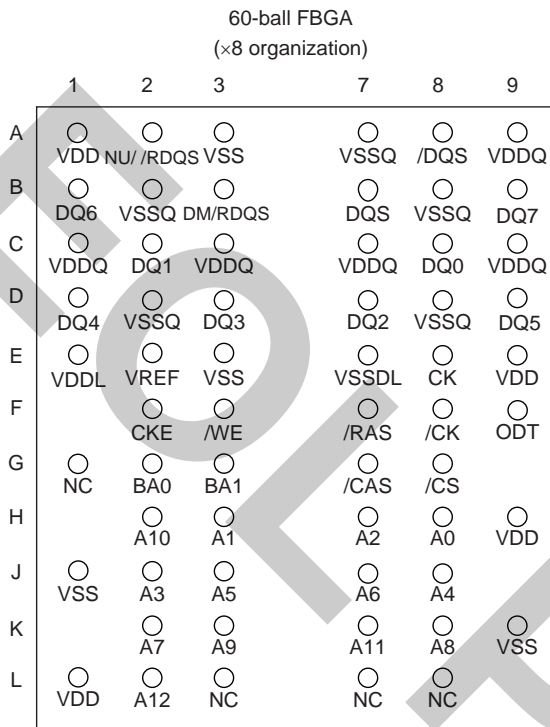 60-ball FBGA
(×8 organization)
1 2 3 7 8 9
A
VDD NU/ /RDQS VSS VSSQ /DQS VDDQ
B
DQ6 VSSQ DM/RDQS DQS VSSQ DQ7
C
VDDQ DQ1 VDDQ VDDQ DQ0 VDDQ
D
DQ4 VSSQ DQ3 DQ2 VSSQ DQ5
E
VDDL VREF VSS VSSDL CK VDD
F
CKE /WE /RAS /CK ODT
G
NC BA0 BA1 /CAS /CS
H
A10 A1 A2 A0 VDD
J
VSS A3 A5 A6 A4
K
A7 A9 A11 A8 VSS
L
VDD A12 NC NC NC